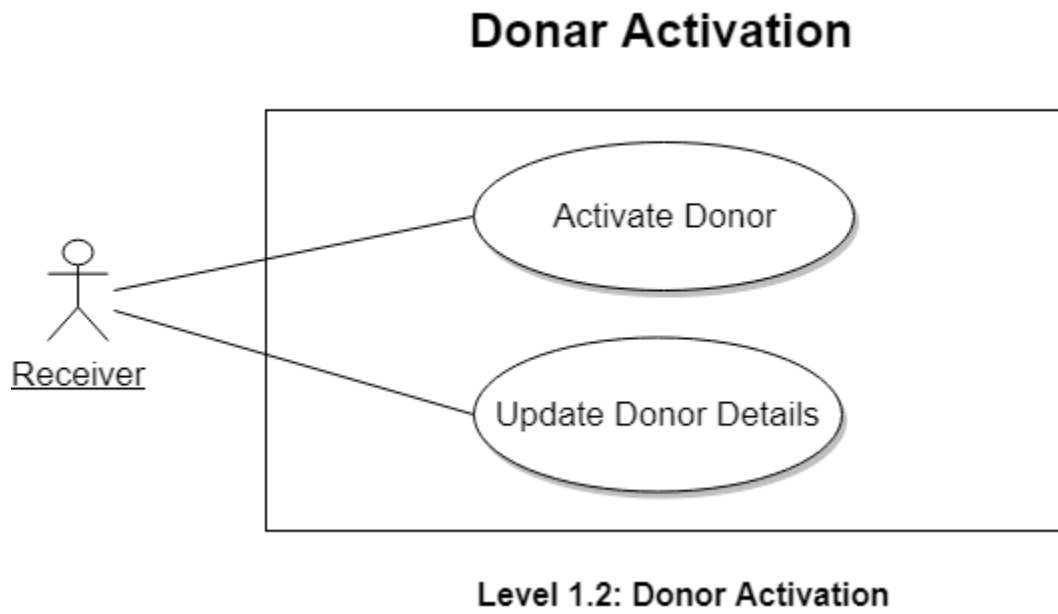 Donar Activation
Activate Donor
Receiver
Update Donor Details
Level 1.2: Donor Activation